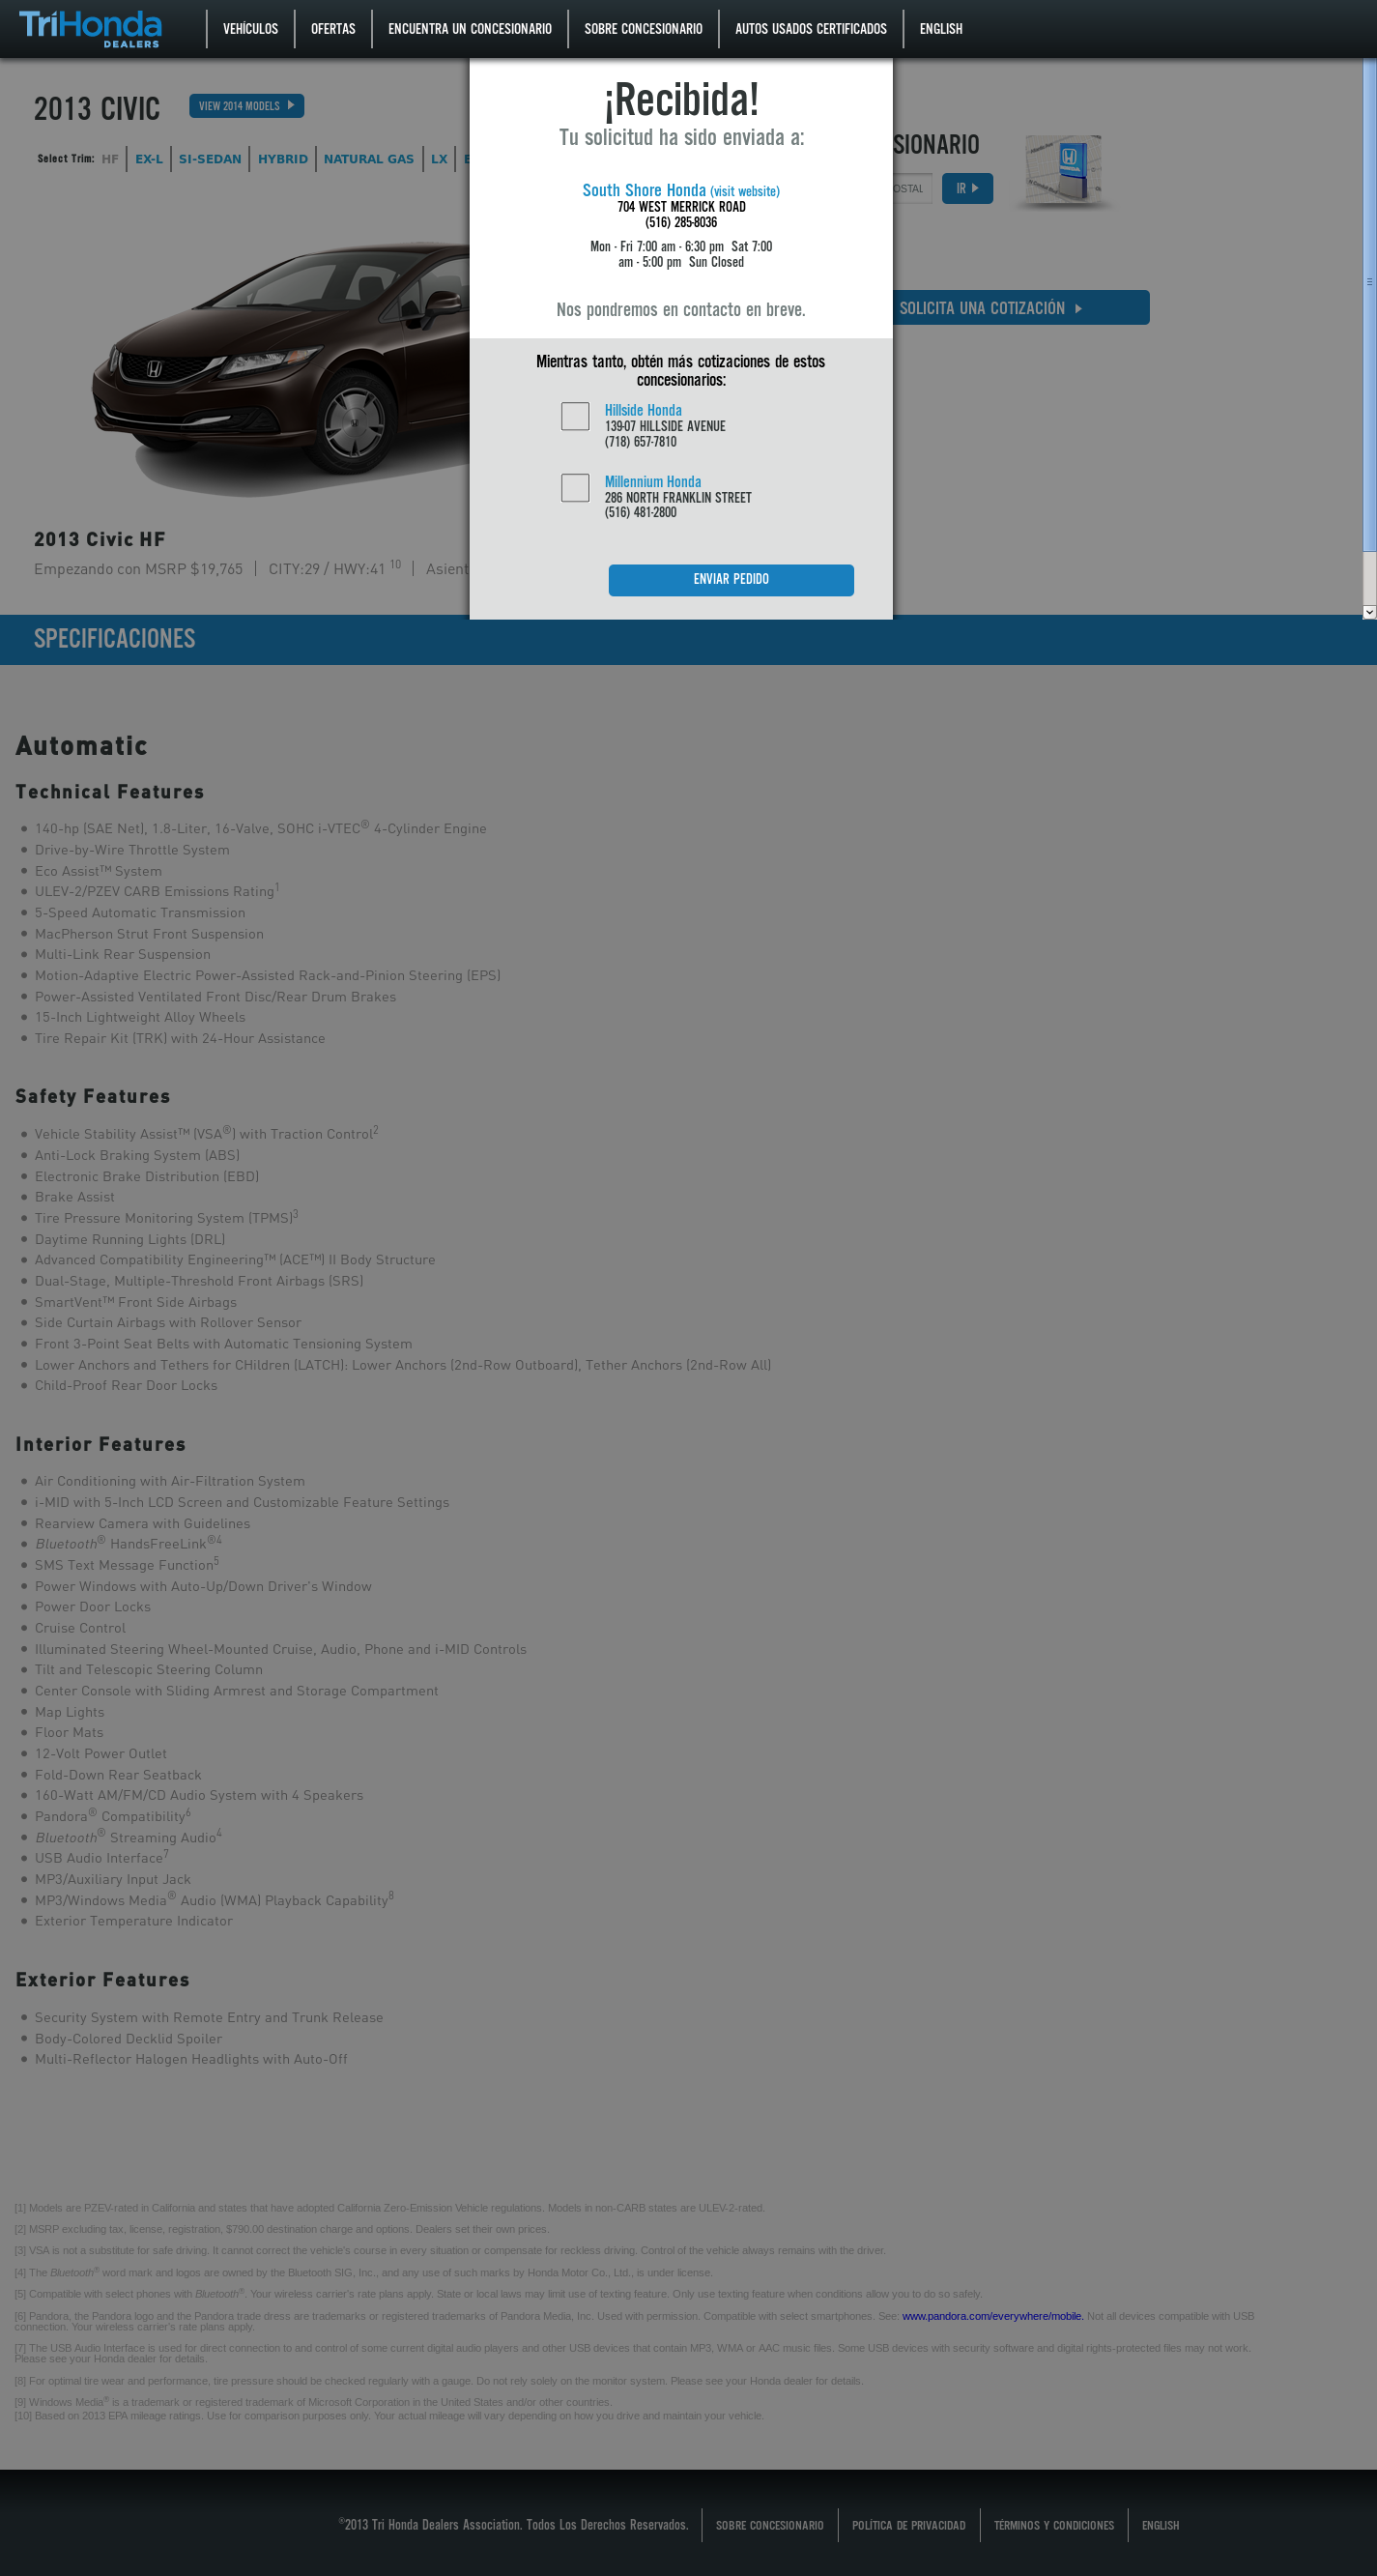 TriHonda
DEALERS
VEHÍCULOS
OFERTAS
ENCUENTRA UN CONCESIONARIO
SOBRE CONCESIONARIO
AUTOS USADOS CERTIFICADOS
ENGLISH
2013 CIVIC
VIEW 2014 MODELS
Select Trim: HF EX-L SI-SEDAN HYBRID NATURAL GAS LX
IR
SOLICITA UNA COTIZACIÓN
¡Recibida!
Tu solicitud ha sido enviada a:
South Shore Honda (visit website)
704 WEST MERRICK ROAD
(516) 285-8036
Mon - Fri 7:00 am - 6:30 pm Sat 7:00
am - 5:00 pm Sun Closed
Nos pondremos en contacto en breve.
Mientras tanto, obtén más cotizaciones de estos
concesionarios:
Hillside Honda
139-07 HILLSIDE AVENUE
(718) 657-7810
Millennium Honda
286 NORTH FRANKLIN STREET
(516) 481-2800
ENVIAR PEDIDO
2013 Civic HF
Empezando con MSRP $19,765 | CITY:29 / HWY:41 10 | Asient
SPECIFICACIONES
Automatic
Technical Features
140-hp (SAE Net), 1.8-Liter, 16-Valve, SOHC i-VTEC® 4-Cylinder Engine
Drive-by-Wire Throttle System
Eco Assist™ System
ULEV-2/PZEV CARB Emissions Rating1
5-Speed Automatic Transmission
MacPherson Strut Front Suspension
Multi-Link Rear Suspension
Motion-Adaptive Electric Power-Assisted Rack-and-Pinion Steering (EPS)
Power-Assisted Ventilated Front Disc/Rear Drum Brakes
15-Inch Lightweight Alloy Wheels
Tire Repair Kit (TRK) with 24-Hour Assistance
Safety Features
Vehicle Stability Assist™ (VSA®) with Traction Control2
Anti-Lock Braking System (ABS)
Electronic Brake Distribution (EBD)
Brake Assist
Tire Pressure Monitoring System (TPMS)3
Daytime Running Lights (DRL)
Advanced Compatibility Engineering™ (ACE™) II Body Structure
Dual-Stage, Multiple-Threshold Front Airbags (SRS)
SmartVent™ Front Side Airbags
Side Curtain Airbags with Rollover Sensor
Front 3-Point Seat Belts with Automatic Tensioning System
Lower Anchors and Tethers for CHildren (LATCH): Lower Anchors (2nd-Row Outboard), Tether Anchors (2nd-Row All)
Child-Proof Rear Door Locks
Interior Features
Air Conditioning with Air-Filtration System
i-MID with 5-Inch LCD Screen and Customizable Feature Settings
Rearview Camera with Guidelines
Bluetooth® HandsFreeLink®4
SMS Text Message Function5
Power Windows with Auto-Up/Down Driver's Window
Power Door Locks
Cruise Control
Illuminated Steering Wheel-Mounted Cruise, Audio, Phone and i-MID Controls
Tilt and Telescopic Steering Column
Center Console with Sliding Armrest and Storage Compartment
Map Lights
Floor Mats
12-Volt Power Outlet
Fold-Down Rear Seatback
160-Watt AM/FM/CD Audio System with 4 Speakers
Pandora® Compatibility6
Bluetooth® Streaming Audio4
USB Audio Interface7
MP3/Auxiliary Input Jack
MP3/Windows Media® Audio (WMA) Playback Capability8
Exterior Temperature Indicator
Exterior Features
Security System with Remote Entry and Trunk Release
Body-Colored Decklid Spoiler
Multi-Reflector Halogen Headlights with Auto-Off
[1] Models are PZEV-rated in California and states that have adopted California Zero-Emission Vehicle regulations. Models in non-CARB states are ULEV-2-rated.
[2] MSRP excluding tax, license, registration, $790.00 destination charge and options. Dealers set their own prices.
[3] VSA is not a substitute for safe driving. It cannot correct the vehicle's course in every situation or compensate for reckless driving. Control of the vehicle always remains with the driver.
[4] The Bluetooth® word mark and logos are owned by the Bluetooth SIG, Inc., and any use of such marks by Honda Motor Co., Ltd., is under license.
[5] Compatible with select phones with Bluetooth®. Your wireless carrier's rate plans apply. State or local laws may limit use of texting feature. Only use texting feature when conditions allow you to do so safely.
[6] Pandora, the Pandora logo and the Pandora trade dress are trademarks or registered trademarks of Pandora Media, Inc. Used with permission. Compatible with select smartphones. See: www.pandora.com/everywhere/mobile. Not all devices compatible with USB
connection. Your wireless carrier's rate plans apply.
[7] The USB Audio Interface is used for direct connection to and control of some current digital audio players and other USB devices that contain MP3, WMA or AAC music files. Some USB devices with security software and digital rights-protected files may not work.
Please see your Honda dealer for details.
[8] For optimal tire wear and performance, tire pressure should be checked regularly with a gauge. Do not rely solely on the monitor system. Please see your Honda dealer for details.
[9] Windows Media® is a trademark or registered trademark of Microsoft Corporation in the United States and/or other countries.
[10] Based on 2013 EPA mileage ratings. Use for comparison purposes only. Your actual mileage will vary depending on how you drive and maintain your vehicle.
©2013 Tri Honda Dealers Association. Todos Los Derechos Reservados.
SOBRE CONCESIONARIO
POLÍTICA DE PRIVACIDAD
TÉRMINOS Y CONDICIONES
ENGLISH